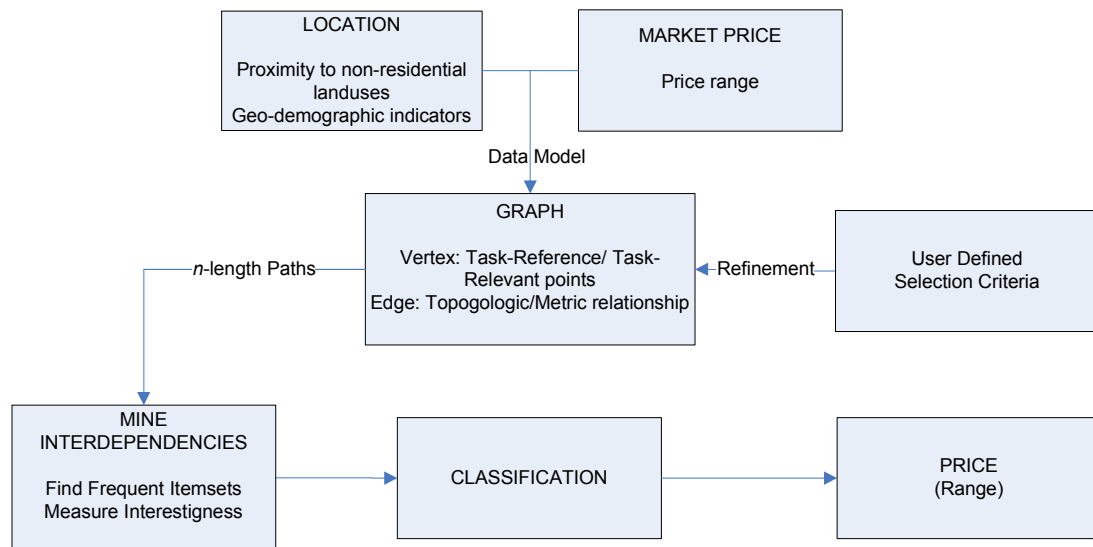 LOCATION
Proximity to non-residential
landuses
Geo-demographic indicators
MARKET PRICE
Price range
Data Model
GRAPH
Vertex: Task-Reference/ Task-
Relevant points
Edge: Topogologic/Metric relationship
n-length Paths
Refinement
User Defined
Selection Criteria
MINE
INTERDEPENDENCIES
Find Frequent Itemsets
Measure Interestigness
CLASSIFICATION
PRICE
(Range)